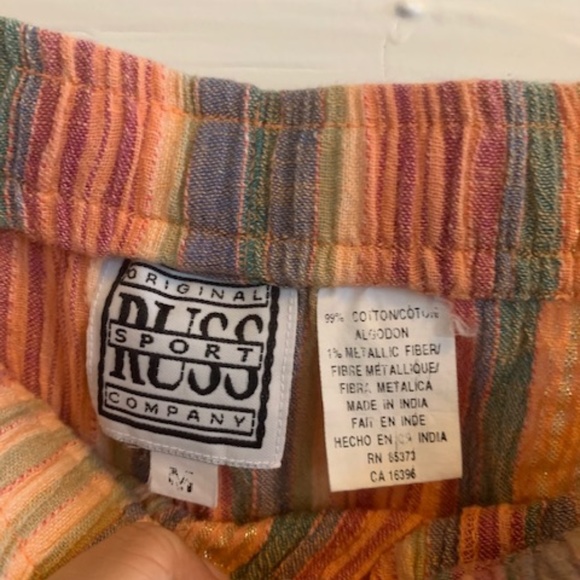 ORIGINAL
RUSS
SPORT
COMPANY
99% COTTON/COTON
ALGODON
1% METALLIC FIBER/
FIBRE METALLIQUE/
FIBRA METALICA
MADE IN INDIA
FAIT EN INDE
HECHO EN INDIA
RN 85373
CA 16396